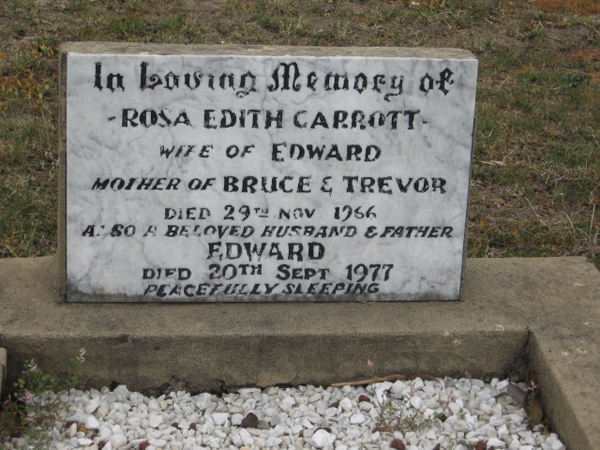 In Loving Memory of
- ROSA EDITH CARROTT -
WIFE OF EDWARD
MOTHER OF BRUCE & TREVOR
DIED 29TH NOV 1966
ALSO A BELOVED HUSBAND & FATHER
EDWARD
DIED 20TH SEPT 1977
PEACEFULLY SLEEPING